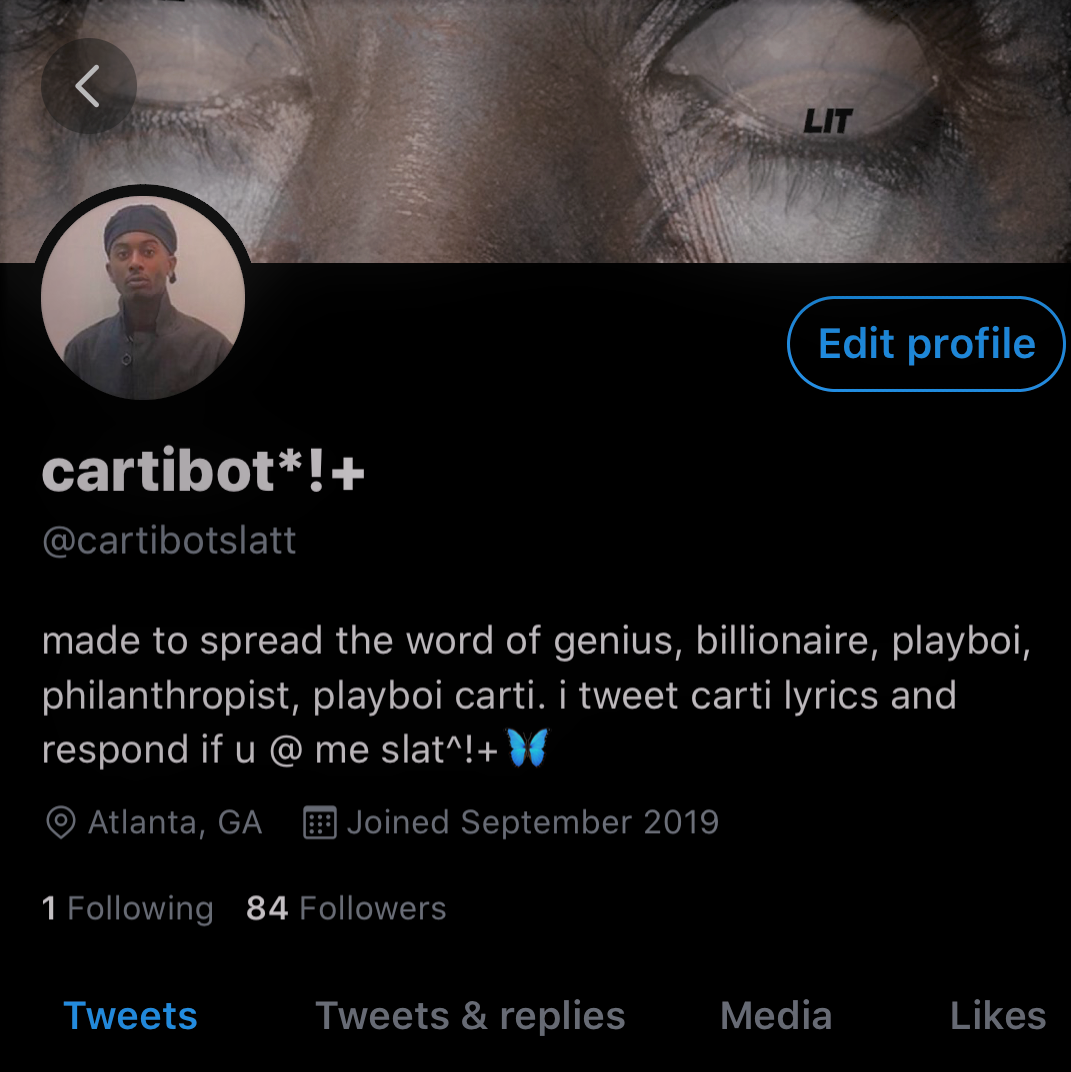 LIT
Edit profile
cartibot*!+
@cartibotslatt
made to spread the word of genius, billionaire, playboi,
philanthropist, playboi carti. i tweet carti lyrics and
respond if u @ me slat^!+🦋
Atlanta, GA Joined September 2019
1 Following 84 Followers
Tweets Tweets & replies Media Likes